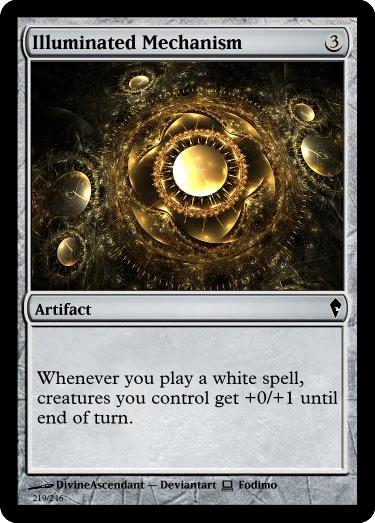 Illuminated Mechanism 3
Artifact
Whenever you play a white spell,
creatures you control get +0/+1 until
end of turn.
DivineAscendant — Deviantart Fodimo
219/246